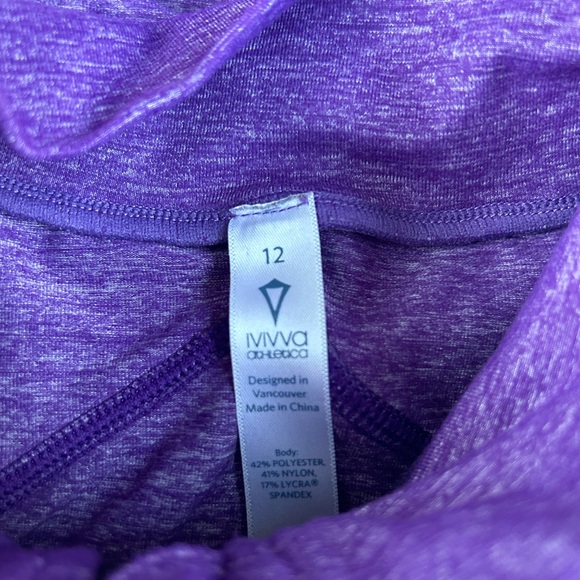 12
ivivva
athletica
Designed in
Vancouver
Made in China
Body:
42% POLYESTER,
41% NYLON,
17% LYCRA®
SPANDEX